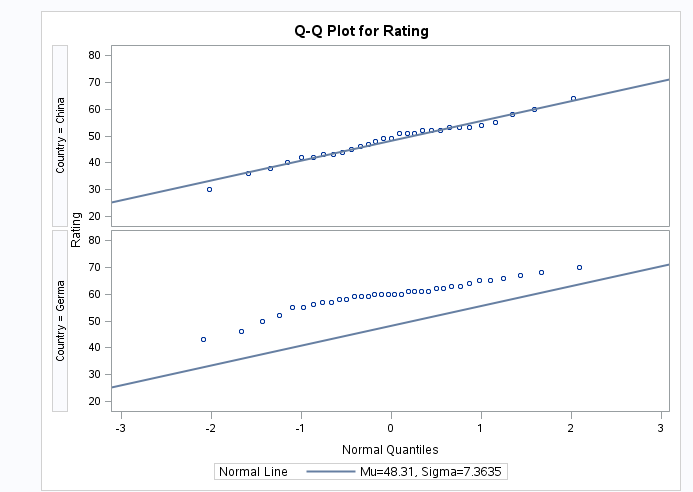 Q-Q Plot for Rating
Country = China
80
70
60
50
40
30
20
Rating
Country = Germa
80
70
60
50
40
30
20
-3 -2 -1 0 1 2 3
Normal Quantiles
Normal Line Mu=48.31, Sigma=7.3635